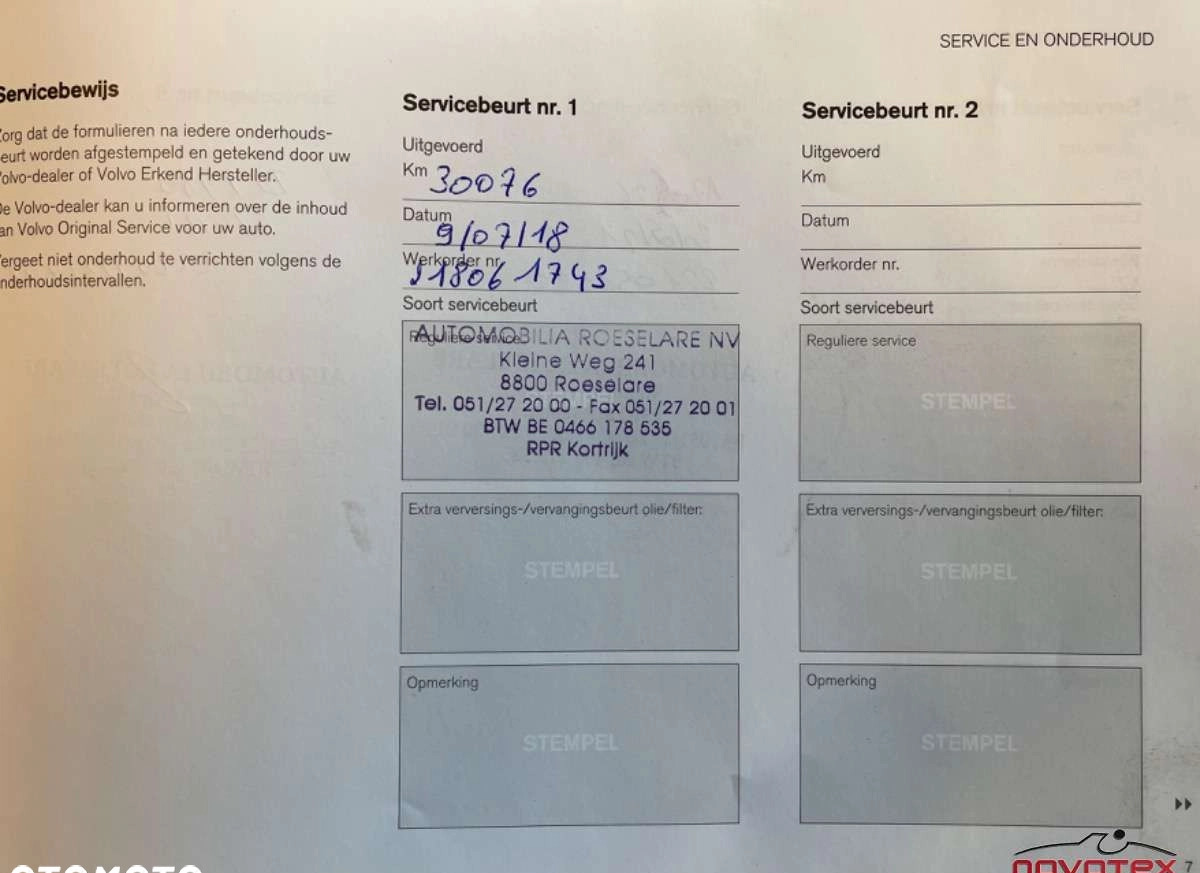 SERVICE EN ONDERHOUD
Servicebewijs
Zorg dat de formulieren na iedere onderhouds-
beurt worden afgestempeld en getekend door uw
Volvo-dealer of Volvo Erkend Hersteller.
De Volvo-dealer kan u informeren over de inhoud
van Volvo Original Service voor uw auto.
Vergeet niet onderhoud te verrichten volgens de
onderhoudsintervallen.
Servicebeurt nr. 1
Uitgevoerd
Km 30076
Datum 9/07/18
Werkorder nr. 518061743
Soort servicebeurt
Reguliere service
AUTOMOBILIA ROESELARE NV
Kleine Weg 241
8800 Roeselare
Tel. 051/27 20 00 - Fax 051/27 20 01
BTW BE 0466 178 535
RPR Kortrijk
Extra verversings-/vervangingsbeurt olie/filter:
STEMPEL
Opmerking
STEMPEL
Servicebeurt nr. 2
Uitgevoerd
Km
Datum
Werkorder nr.
Soort servicebeurt
Reguliere service
STEMPEL
Extra verversings-/vervangingsbeurt olie/filter:
STEMPEL
Opmerking
STEMPEL
OTOMOTO
novotex
7